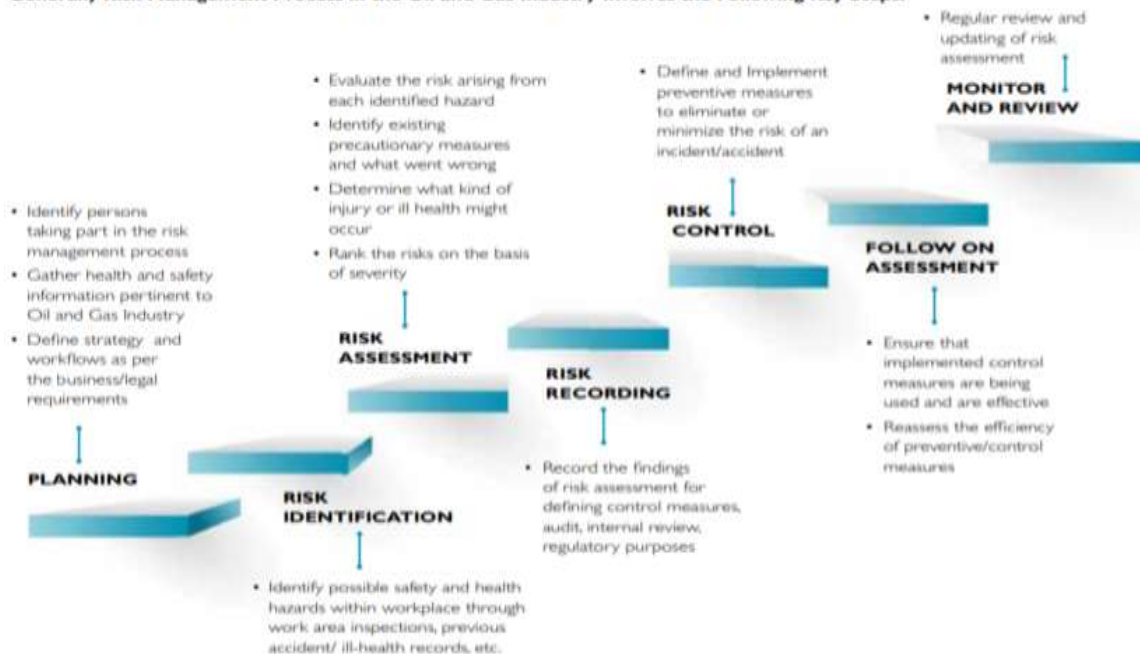 • Identify persons
taking part in the risk
management process
• Gather health and safety
information pertinent to
Oil and Gas Industry
• Define strategy and
workflows as per
the business/legal
requirements
PLANNING
RISK
IDENTIFICATION
• Identify possible safety and health
hazards within workplace through
work area inspections, previous
accident/ ill-health records, etc.
• Evaluate the risk arising from
each identified hazard
• Identify existing
precautionary measures
and what went wrong
• Determine what kind of
injury or ill health might
occur
• Rank the risks on the basis
of severity
RISK
ASSESSMENT
RISK
RECORDING
• Record the findings
of risk assessment for
defining control measures,
audit, internal review,
regulatory purposes
• Define and Implement
preventive measures
to eliminate or
minimize the risk of an
incident/accident
RISK
CONTROL
FOLLOW ON
ASSESSMENT
• Ensure that
implemented control
measures are being
used and are effective
• Reassess the efficiency
of preventive/control
measures
• Regular review and
updating of risk
assessment
MONITOR
AND REVIEW